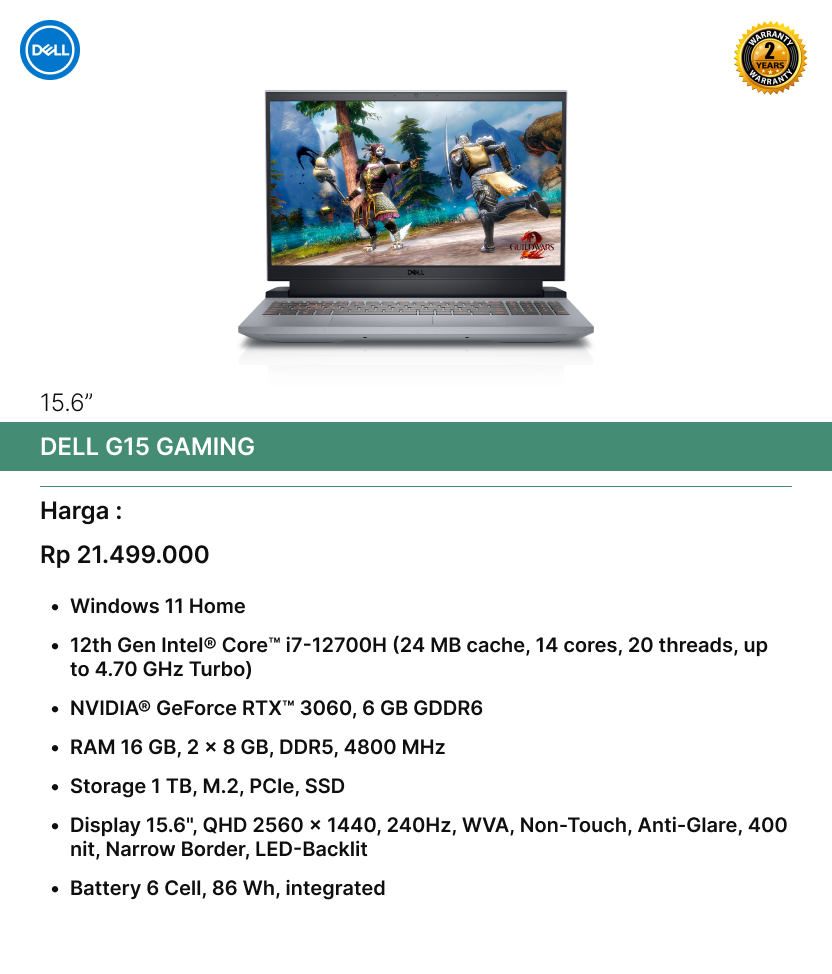 DELL
WARRANTY
2
YEARS
WARRANTY
GUILD WARS
2
DELL
15.6”
DELL G15 GAMING
Harga :
Rp 21.499.000
• Windows 11 Home
• 12th Gen Intel® Core™ i7-12700H (24 MB cache, 14 cores, 20 threads, up
to 4.70 GHz Turbo)
• NVIDIA® GeForce RTX™ 3060, 6 GB GDDR6
• RAM 16 GB, 2 × 8 GB, DDR5, 4800 MHz
• Storage 1 TB, M.2, PCIe, SSD
• Display 15.6", QHD 2560 × 1440, 240Hz, WVA, Non-Touch, Anti-Glare, 400
nit, Narrow Border, LED-Backlit
• Battery 6 Cell, 86 Wh, integrated